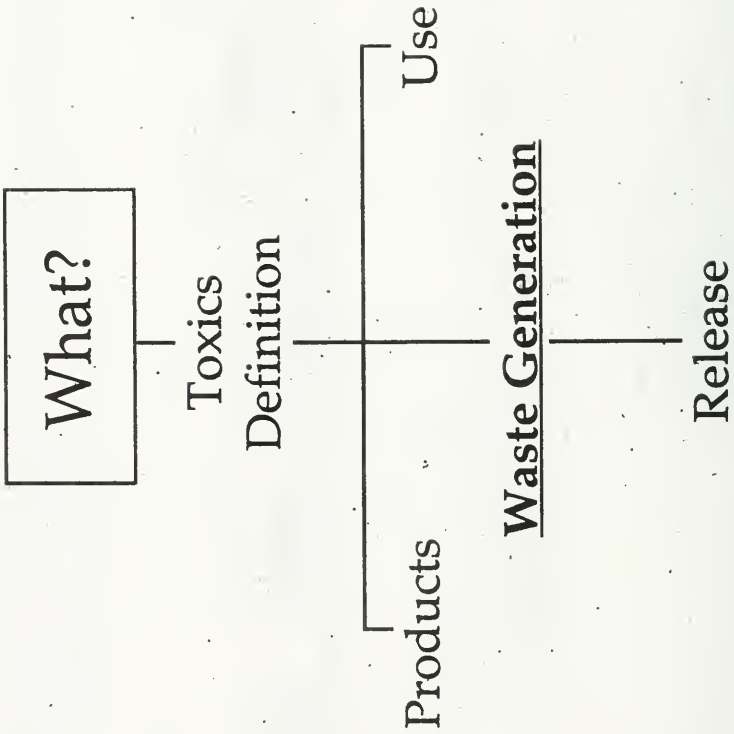 What?
Toxics
Definition
Products
Use
Waste Generation
Release